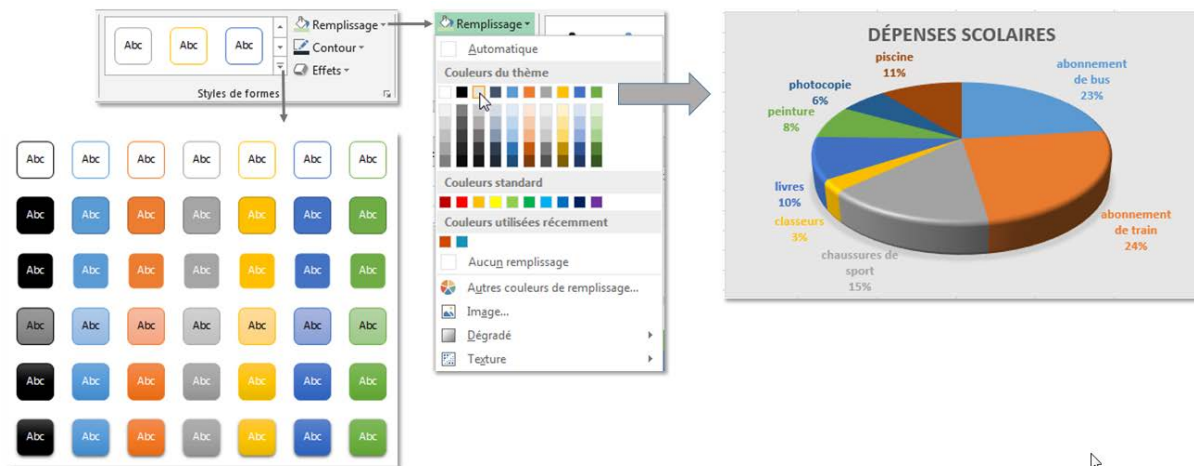 Abc Abc Abc
Remplissage
Contour
Effets
Styles de formes
Abc Abc Abc Abc Abc Abc Abc
Abc Abc Abc Abc Abc Abc Abc
Abc Abc Abc Abc Abc Abc Abc
Abc Abc Abc Abc Abc Abc Abc
Abc Abc Abc Abc Abc Abc Abc
Abc Abc Abc Abc Abc Abc Abc
Remplissage
Automatique
Couleurs du thème
Couleurs standard
Couleurs utilisées récemment
Aucun remplissage
Autres couleurs de remplissage...
Image...
Dégradé
Texture
DÉPENSES SCOLAIRES
piscine
11%
abonnement
de bus
23%
photocopie
6%
peinture
8%
livres
10%
classeurs
3%
chaussures de
sport
15%
abonnement
de train
24%